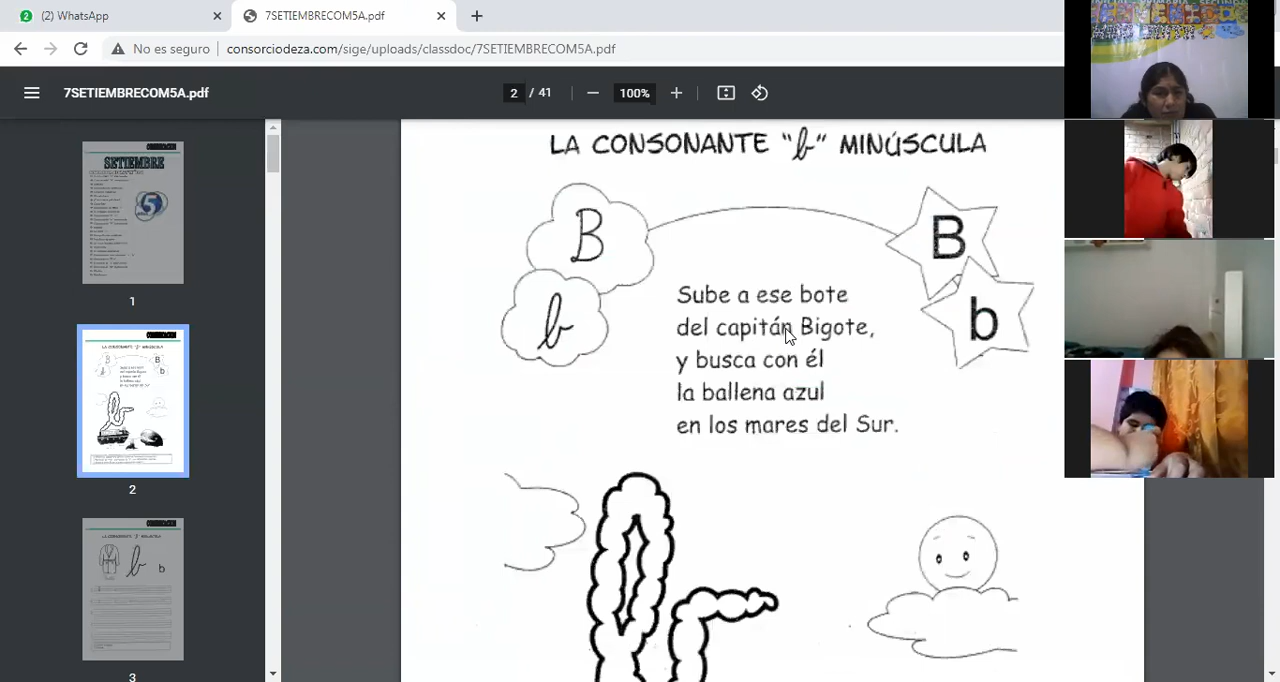 (2) WhatsApp
7SETIEMBRECOM5A.pdf
No es seguro
consorciodeza.com/sige/uploads/classdoc/7SETIEMBRECOM5A.pdf
7SETIEMBRECOM5A.pdf
2 / 41
100%
SETIEMBRE
5
1
2
3
LA CONSONANTE "b" MINÚSCULA
B
B
b
b
Sube a ese bote
del capitán Bigote,
y busca con él
la ballena azul
en los mares del Sur.